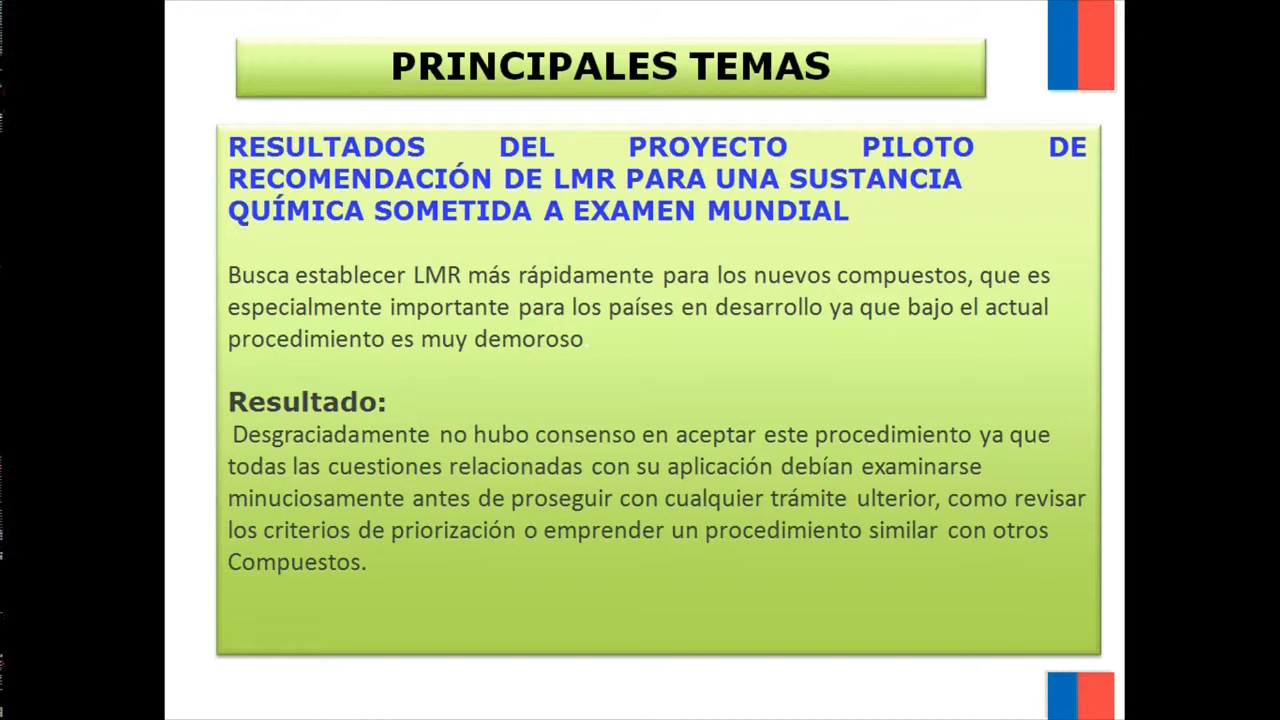 PRINCIPALES TEMAS
RESULTADOS DEL PROYECTO PILOTO DE
RECOMENDACIÓN DE LMR PARA UNA SUSTANCIA
QUÍMICA SOMETIDA A EXAMEN MUNDIAL
Busca establecer LMR más rápidamente para los nuevos compuestos, que es
especialmente importante para los países en desarrollo ya que bajo el actual
procedimiento es muy demoroso.
Resultado:
Desgraciadamente no hubo consenso en aceptar este procedimiento ya que
todas las cuestiones relacionadas con su aplicación debían examinarse
minuciosamente antes de proseguir con cualquier trámite ulterior, como revisar
los criterios de priorización o emprender un procedimiento similar con otros
Compuestos.